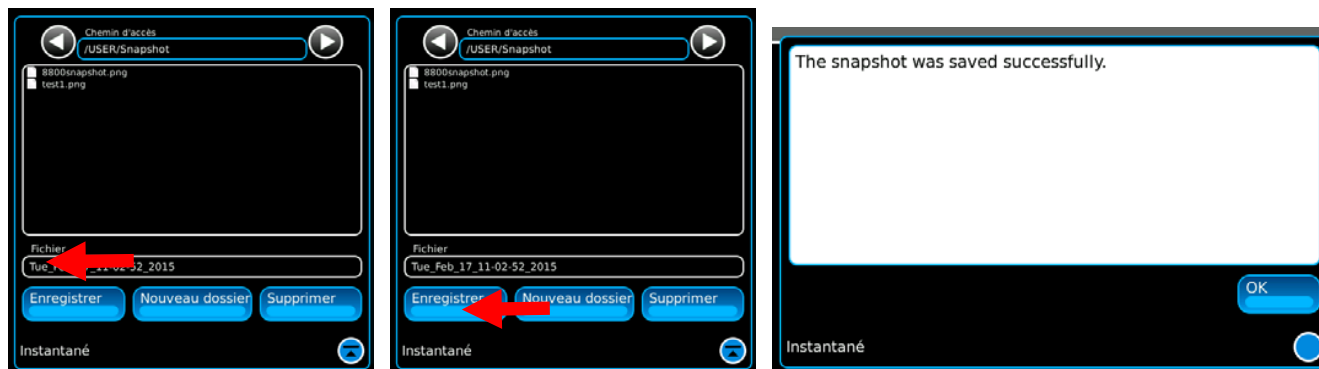 Chemin d'accès
/USER/Snapshot
8800snapshot.png
test1.png
Fichier
11-02-52_2015
Enregistrer Nouveau dossier Supprimer
Instantané
Chemin d'accès
/USER/Snapshot
8800snapshot.png
test1.png
Fichier
Tue_Feb_17_11-02-52_2015
Enregistrer Nouveau dossier Supprimer
Instantané
The snapshot was saved successfully.
OK
Instantané